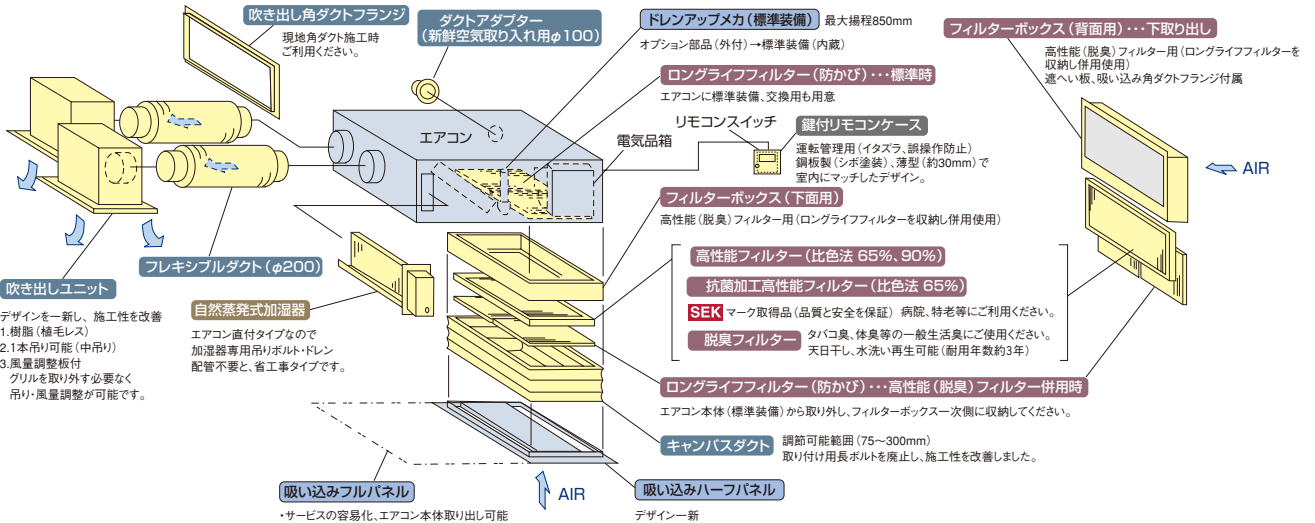 吹き出し角ダクトフランジ
現地角ダクト施工時
ご利用ください。
ダクトアダプター
(新鮮空気取り入れ用φ100)
ドレンアップメカ(標準装備) 最大揚程850mm
オプション部品(外付)→標準装備(内蔵)
ロングライフフィルター(防かび)・・・標準時
エアコンに標準装備、交換用も用意
フィルターボックス(背面用)・・・下取り出し
高性能(脱臭)フィルター用(ロングライフフィルターを
収納し併用使用)
遮へい板、吸い込み角ダクトフランジ付属
エアコン
電気品箱
リモコンスイッチ
鍵付リモコンケース
運転管理用(イタズラ、誤操作防止)
鋼板製(シボ塗装)、薄型(約30mm)で
室内にマッチしたデザイン。
AIR
フィルターボックス(下面用)
高性能(脱臭)フィルター用(ロングライフフィルターを収納し併用使用)
高性能フィルター(比色法 65%、90%)
抗菌加工高性能フィルター(比色法 65%)
SEK マーク取得品(品質と安全を保証) 病院、特老等にご利用ください。
脱臭フィルター タバコ臭、体臭等の一般生活臭にご使用ください。
天日干し、水洗い再生可能(耐用年数約3年)
ロングライフフィルター(防かび)・・・高性能(脱臭)フィルター併用時
エアコン本体(標準装備)から取り外し、フィルターボックス一次側に収納してください。
キャンバスダクト 調節可能範囲(75～300mm)
取り付け用長ボルトを廃止し、施工性を改善しました。
フレキシブルダクト(φ200)
吹き出しユニット
デザインを一新し、施工性を改善
1.樹脂(植毛レス)
2.1本吊り可能(中吊り)
3.風量調整板付
グリルを取り外す必要なく
吊り・風量調整が可能です。
自然蒸発式加湿器
エアコン直付タイプなので
加湿器専用吊りボルト・ドレン
配管不要と、省工事タイプです。
吸い込みフルパネル
・サービスの容易化、エアコン本体取り出し可能
AIR
吸い込みハーフパネル
デザイン一新